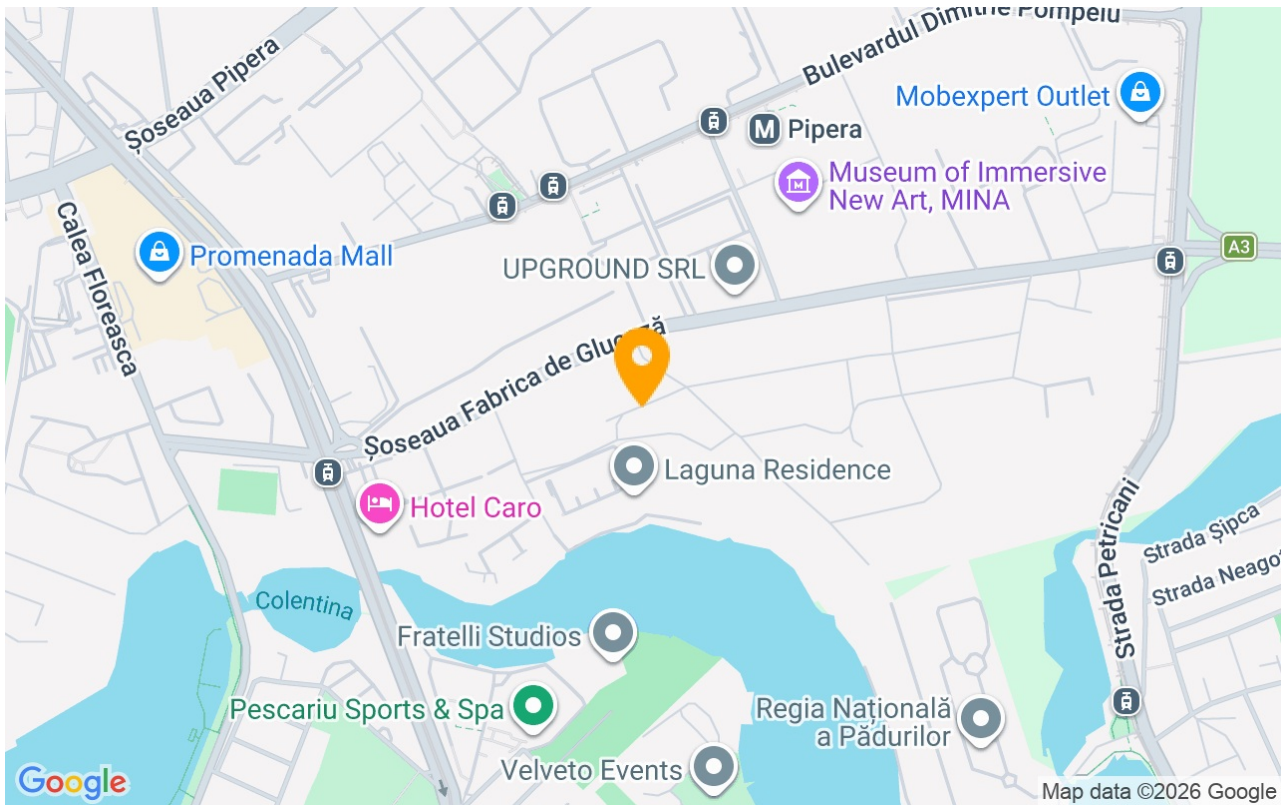 Bulevardul Dimitrie Pompeiu
Șoseaua Pipera
Mobexpert Outlet
M Pipera
Museum of Immersive
New Art, MINA
Calea Floreasca
Promenada Mall
UPGROUND SRL
A3
Șoseaua Fabrica de Glucoză
Laguna Residence
Hotel Caro
Strada Petricani
Strada Șipca
Colentina
Fratelli Studios
Pescariu Sports & Spa
Regia Națională
a Pădurilor
Velveto Events
Google
Map data ©2026 Google